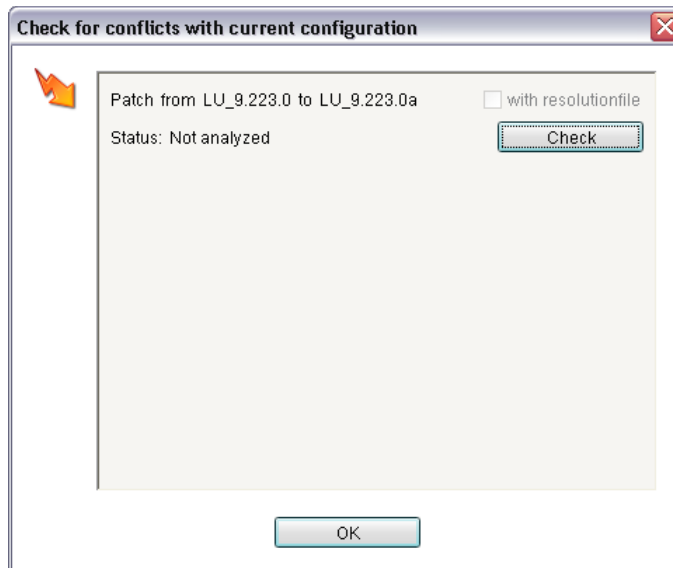 Check for conflicts with current configuration
Patch from LU_9.223.0 to LU_9.223.0a
with resolutionfile
Status: Not analyzed
Check
OK